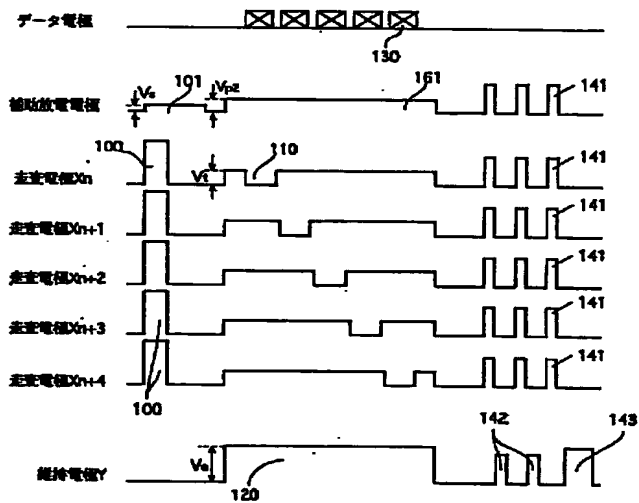 データ電極
130
補助放電電極
Vs
101
Vp2
161
141
走査電極Xn
100
Vt
110
141
走査電極Xn+1
141
走査電極Xn+2
141
走査電極Xn+3
141
走査電極Xn+4
100
141
維持電極Y
Va
120
142
143